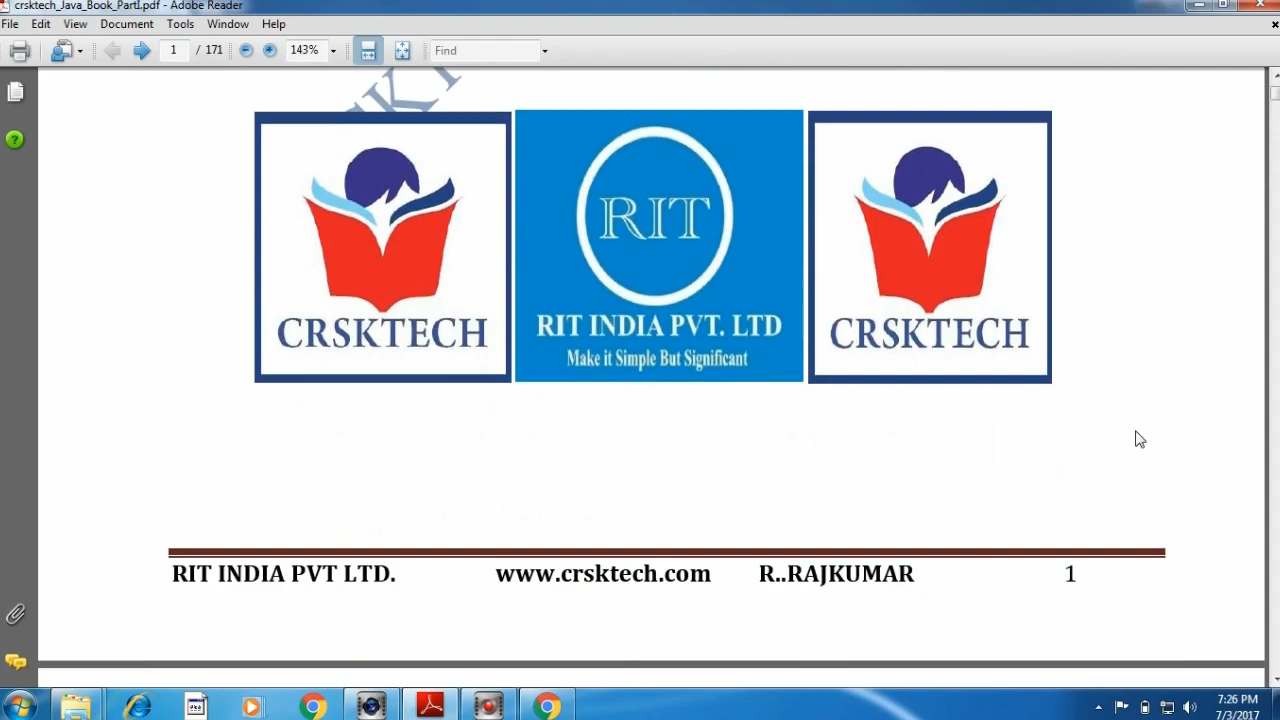 crsktech_Java_Book_PartI.pdf - Adobe Reader
File Edit View Document Tools Window Help
1 / 171 143% Find
CRSKTECH
RIT
RIT INDIA PVT. LTD
Make it Simple But Significant
CRSKTECH
RIT INDIA PVT LTD. www.crsktech.com R..RAJKUMAR 1
7:26 PM
7/3/2017